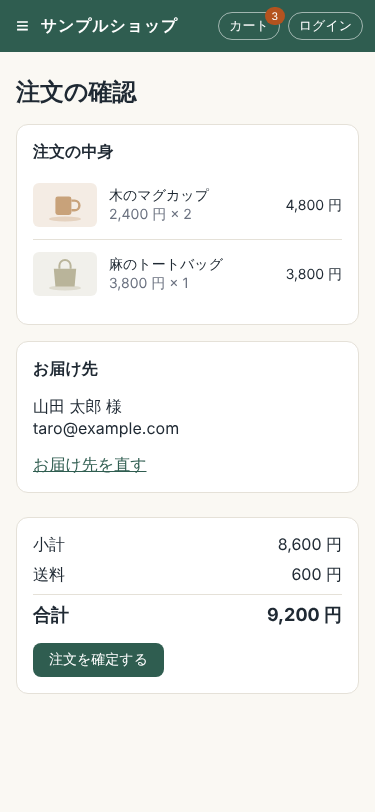 ≡ サンプルショップ カート 3 ログイン
注文の確認
注文の中身
木のマグカップ
2,400 円 × 2
4,800 円
麻のトートバッグ
3,800 円 × 1
3,800 円
お届け先
山田 太郎 様
taro@example.com
お届け先を直す
小計 8,600 円
送料 600 円
合計 9,200 円
注文を確定する